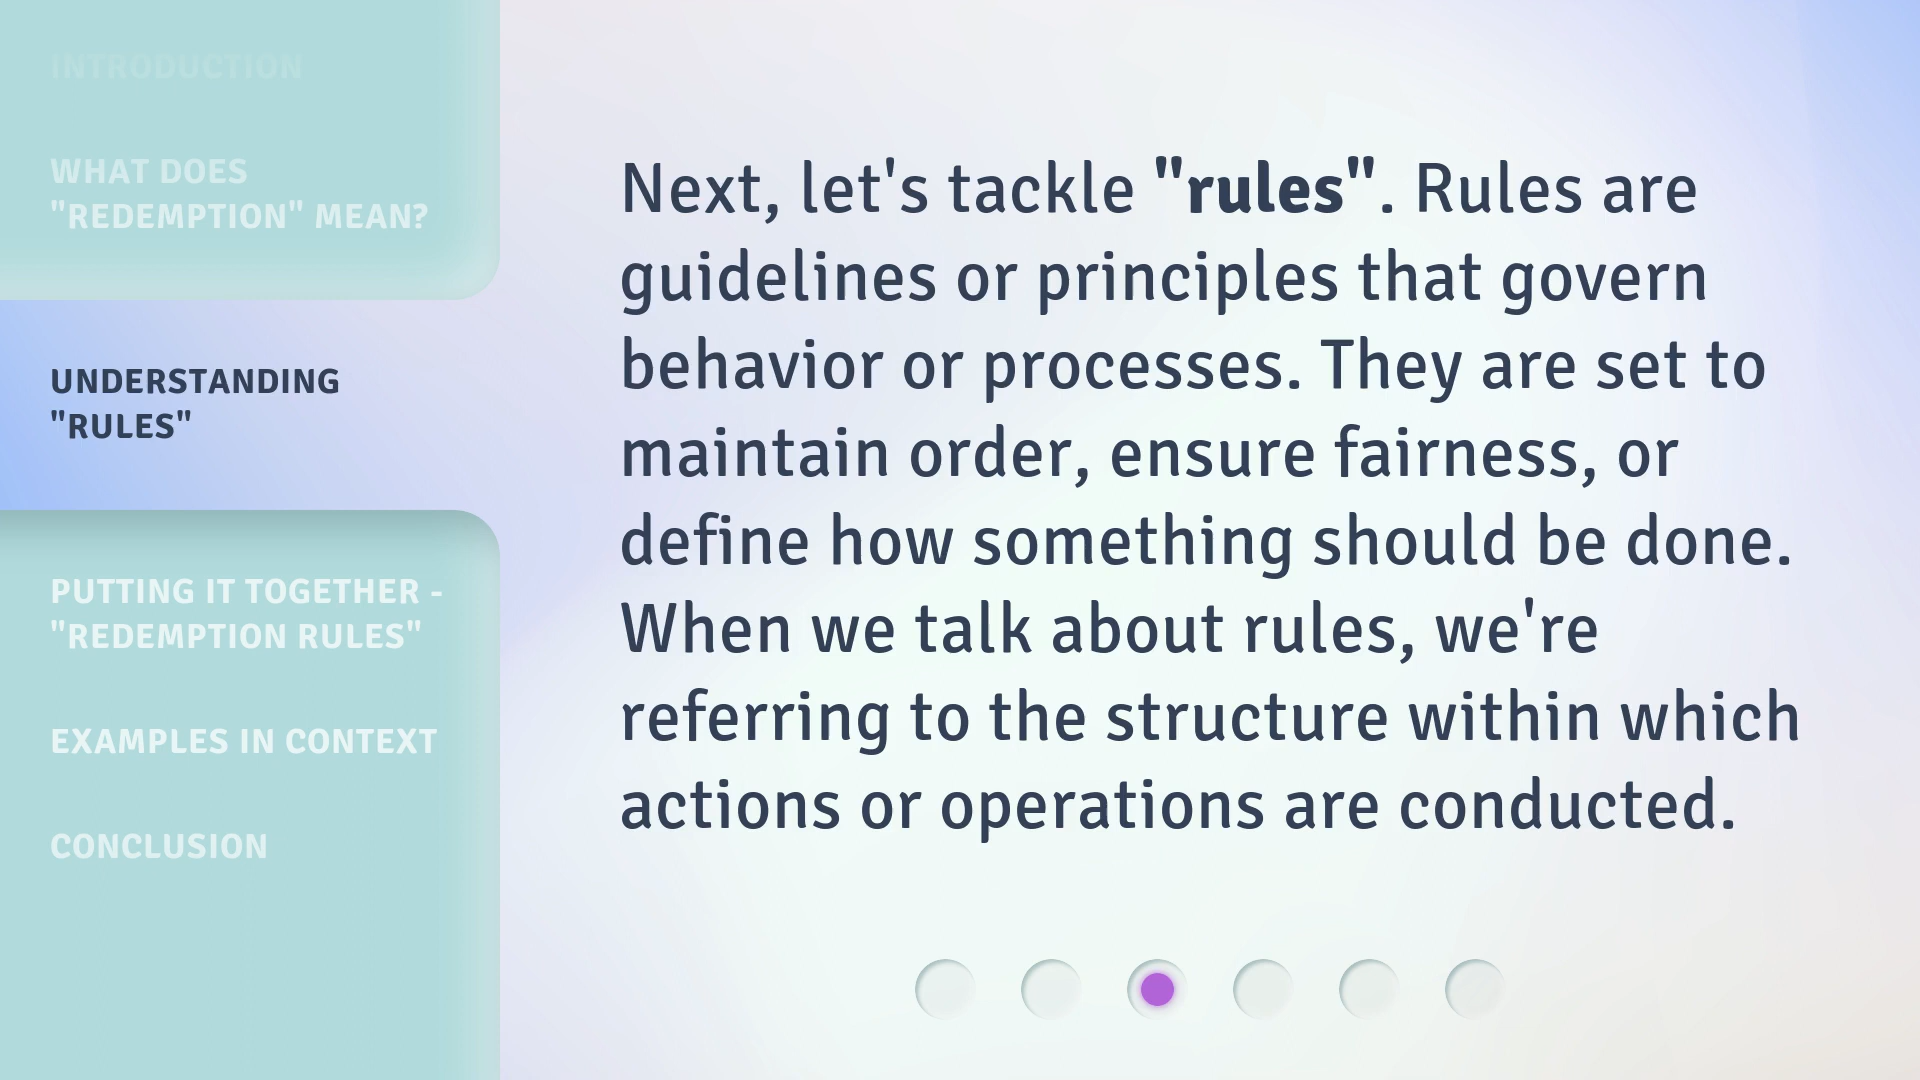 INTRODUCTION
WHAT DOES
"REDEMPTION" MEAN?
UNDERSTANDING
"RULES"
PUTTING IT TOGETHER -
"REDEMPTION RULES"
EXAMPLES IN CONTEXT
CONCLUSION
Next, let's tackle "rules". Rules are
guidelines or principles that govern
behavior or processes. They are set to
maintain order, ensure fairness, or
define how something should be done.
When we talk about rules, we're
referring to the structure within which
actions or operations are conducted.